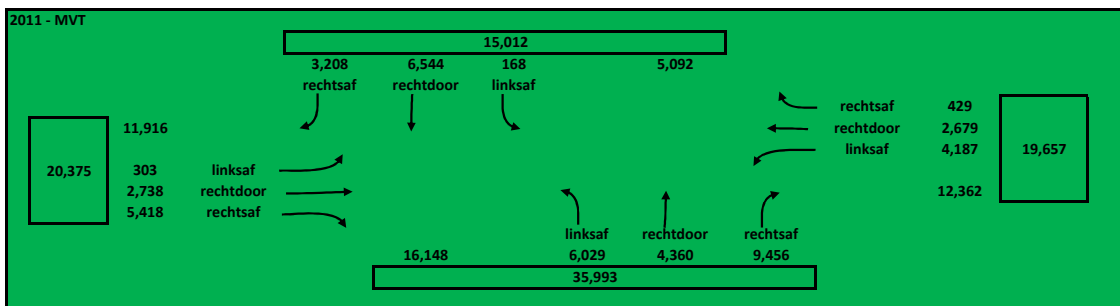 2011 - MVT
15,012
3,208 6,544 168 5,092
rechtsaf rechtdoor linksaf
rechtsaf 429
11,916 rechtdoor 2,679
linksaf 4,187 19,657
20,375 303 linksaf
2,738 rechtdoor 12,362
5,418 rechtsaf
linksaf rechtdoor rechtsaf
16,148 6,029 4,360 9,456
35,993